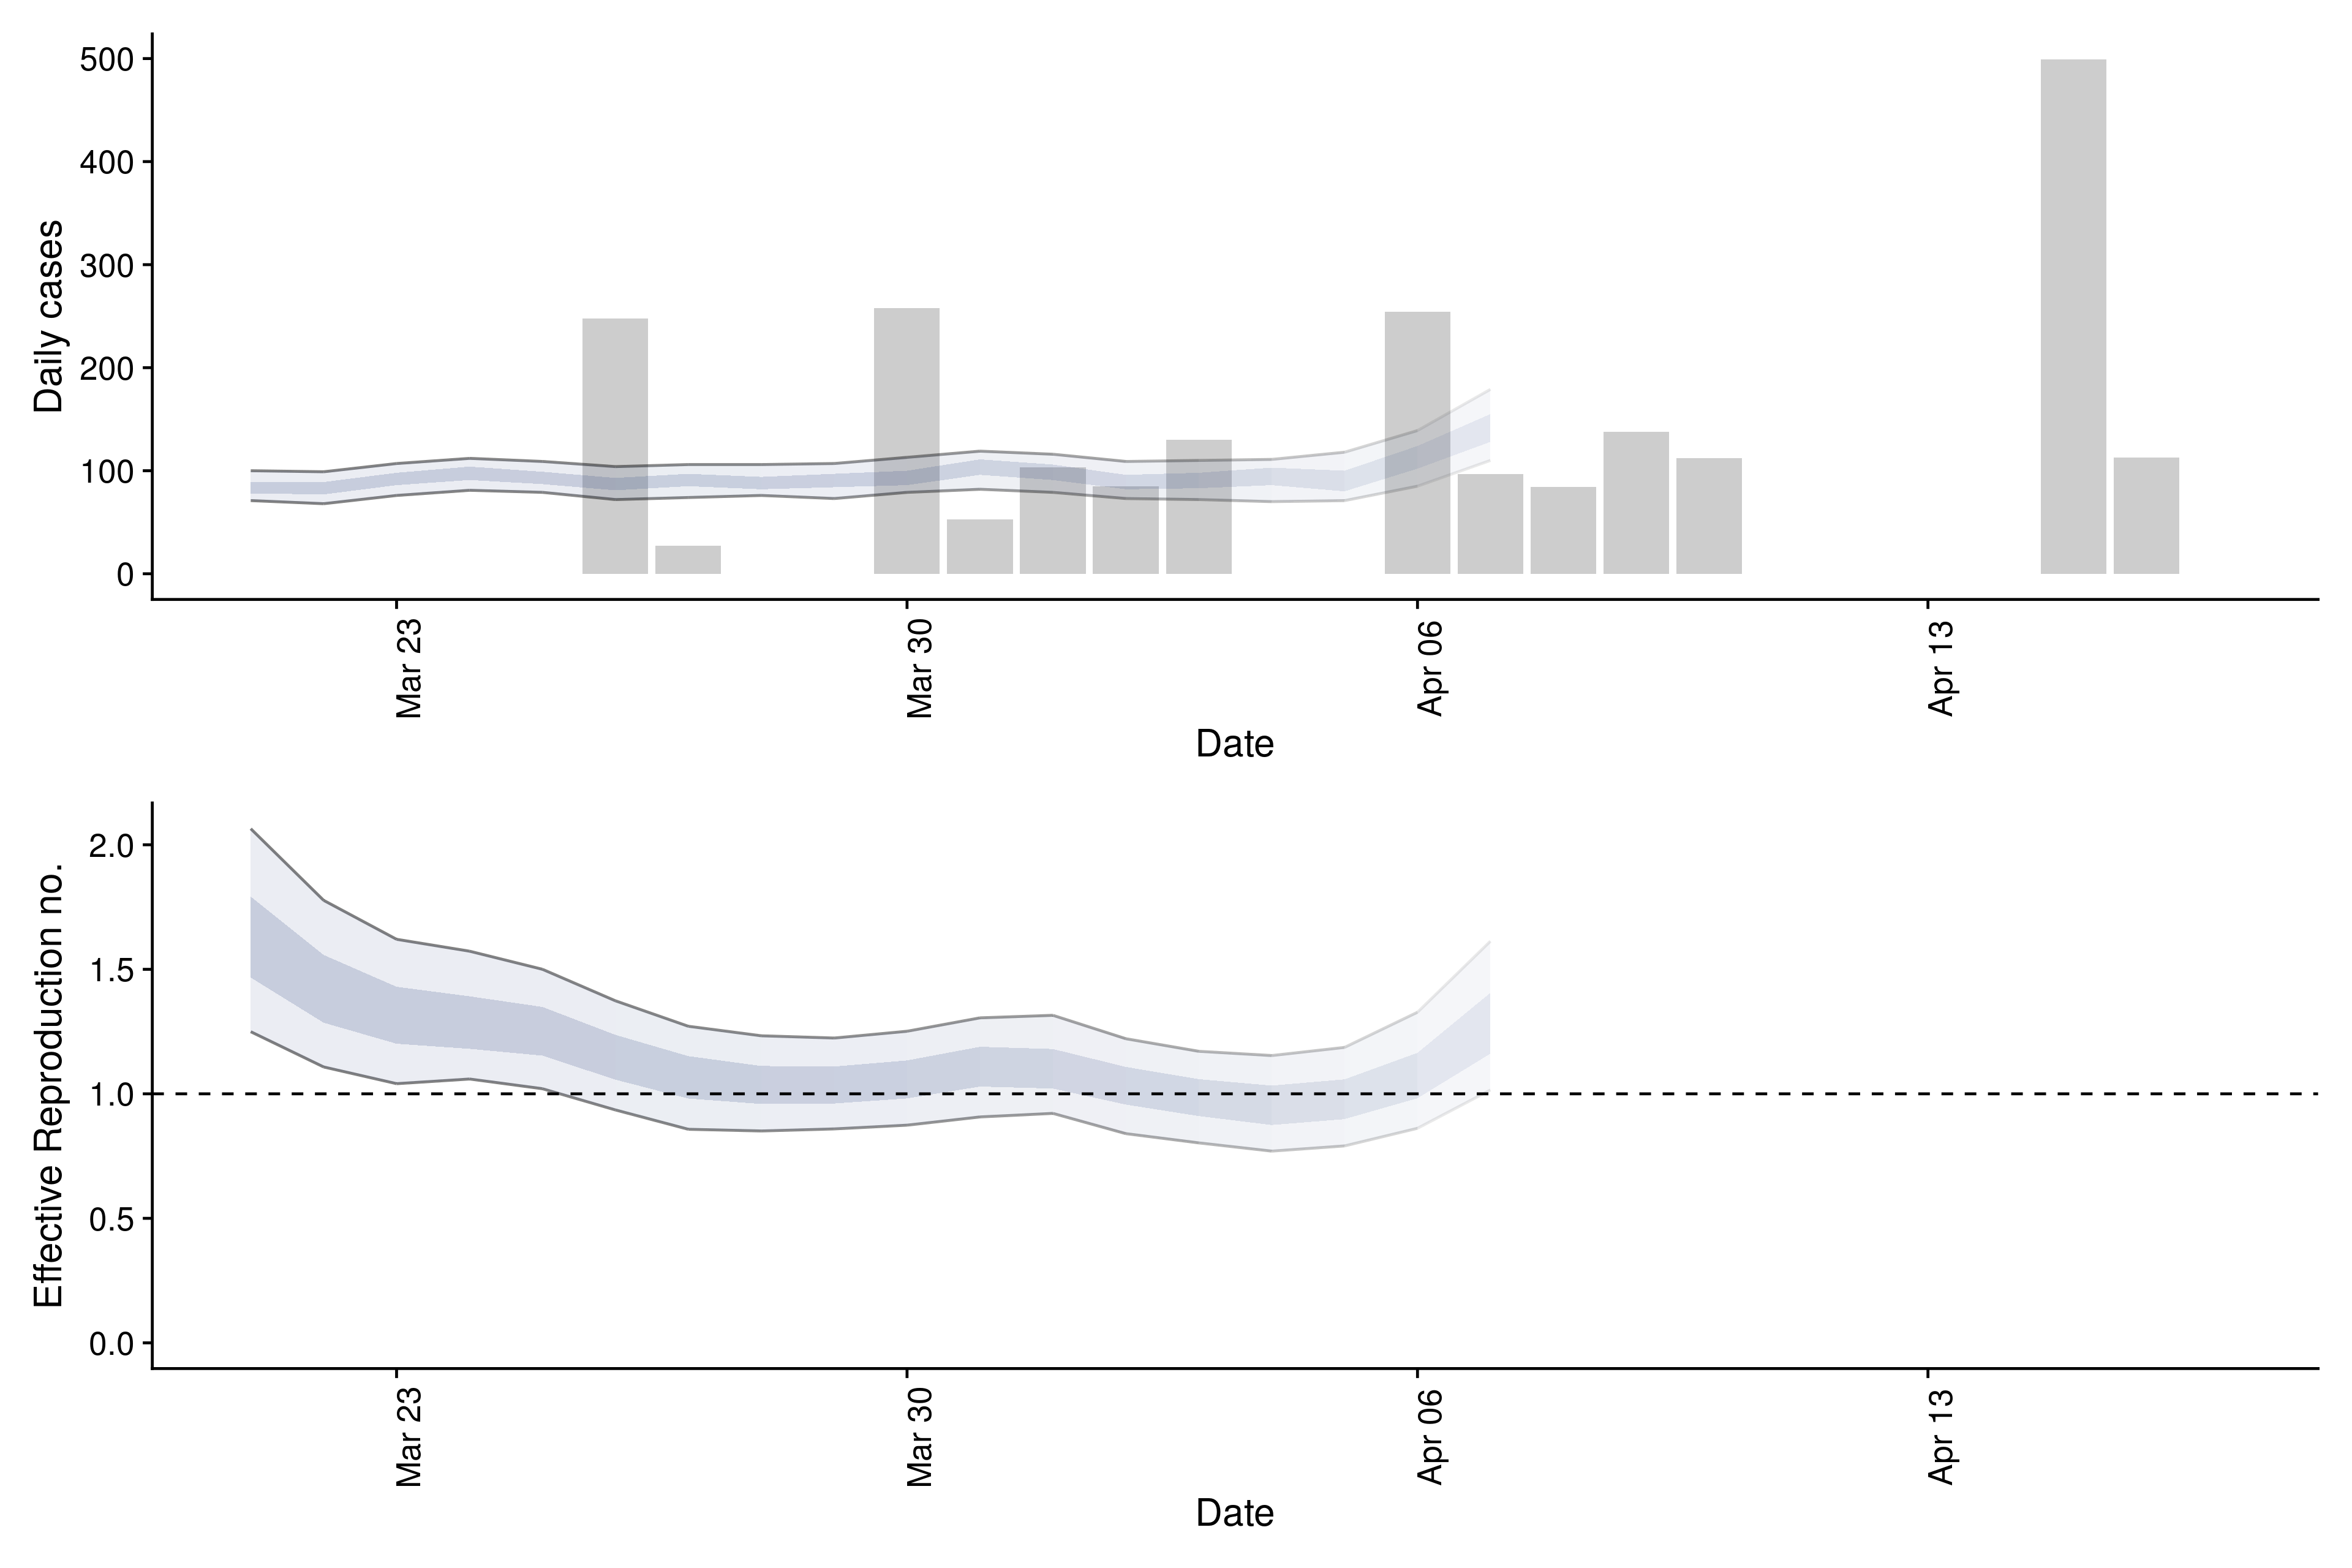 Daily cases
500
400
300
200
100
0
Mar 23
Mar 30
Apr 06
Apr 13
Date
Effective Reproduction no.
2.0
1.5
1.0
0.5
0.0
Mar 23
Mar 30
Apr 06
Apr 13
Date